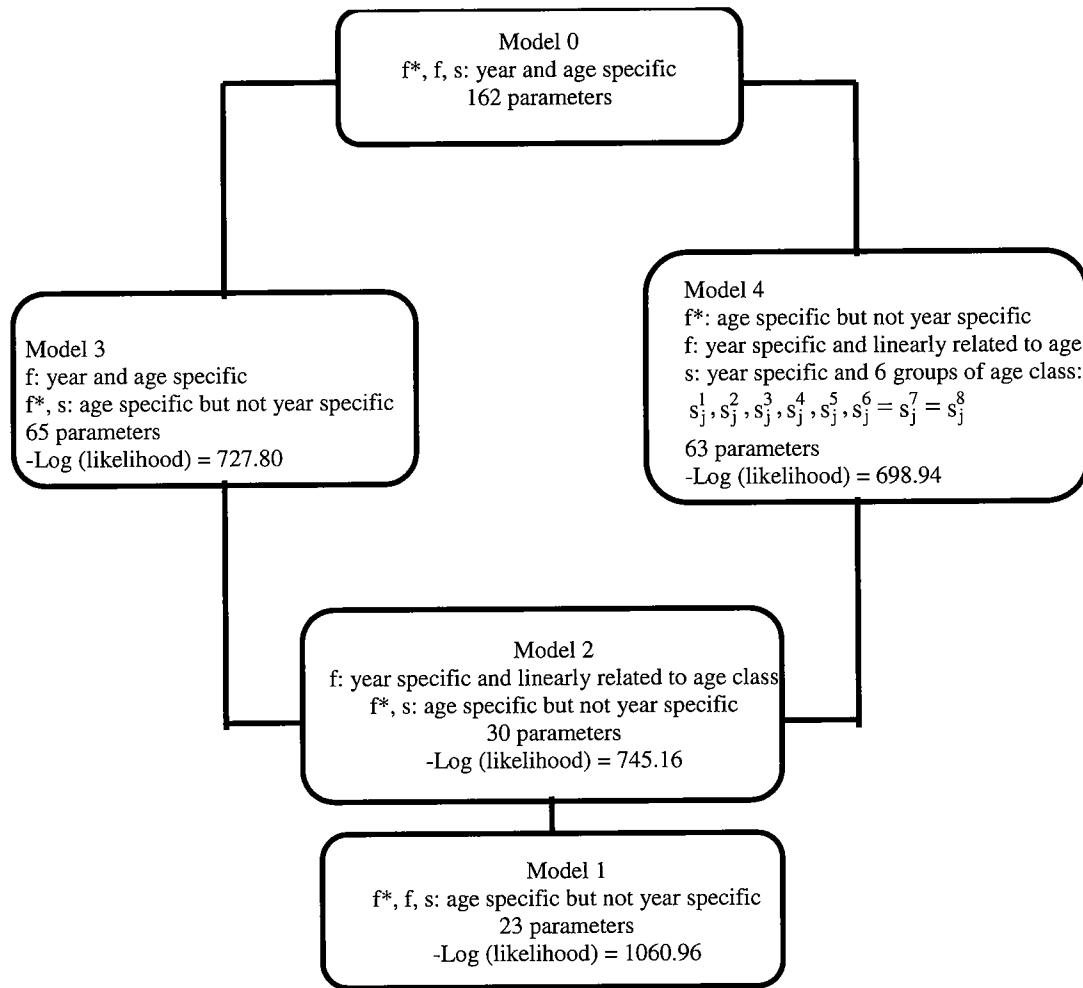 Model 0
f*, f, s: year and age specific
162 parameters
Model 3
f: year and age specific
f*, s: age specific but not year specific
65 parameters
-Log (likelihood) = 727.80
Model 4
f*: age specific but not year specific
f: year specific and linearly related to age
s: year specific and 6 groups of age class:
s_j^1, s_j^2, s_j^3, s_j^4, s_j^5, s_j^6 = s_j^7 = s_j^8
63 parameters
-Log (likelihood) = 698.94
Model 2
f: year specific and linearly related to age class
f*, s: age specific but not year specific
30 parameters
-Log (likelihood) = 745.16
Model 1
f*, f, s: age specific but not year specific
23 parameters
-Log (likelihood) = 1060.96